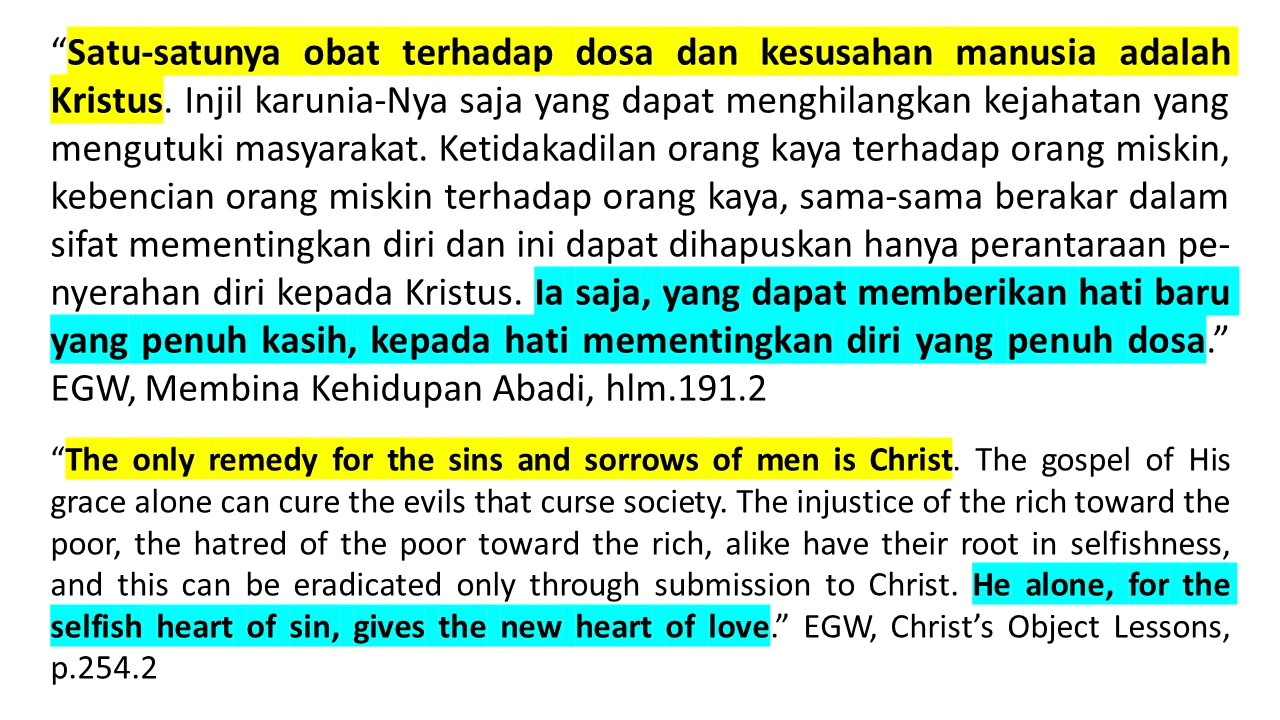 “Satu-satunya obat terhadap dosa dan kesusahan manusia adalah
Kristus. Injil karunia-Nya saja yang dapat menghilangkan kejahatan yang
mengutuki masyarakat. Ketidakadilan orang kaya terhadap orang miskin,
kebencian orang miskin terhadap orang kaya, sama-sama berakar dalam
sifat mementingkan diri dan ini dapat dihapuskan hanya perantaraan pe-
nyerahan diri kepada Kristus. Ia saja, yang dapat memberikan hati baru
yang penuh kasih, kepada hati mementingkan diri yang penuh dosa.”
EGW, Membina Kehidupan Abadi, hlm.191.2
“The only remedy for the sins and sorrows of men is Christ. The gospel of His
grace alone can cure the evils that curse society. The injustice of the rich toward the
poor, the hatred of the poor toward the rich, alike have their root in selfishness,
and this can be eradicated only through submission to Christ. He alone, for the
selfish heart of sin, gives the new heart of love.” EGW, Christ’s Object Lessons,
p.254.2